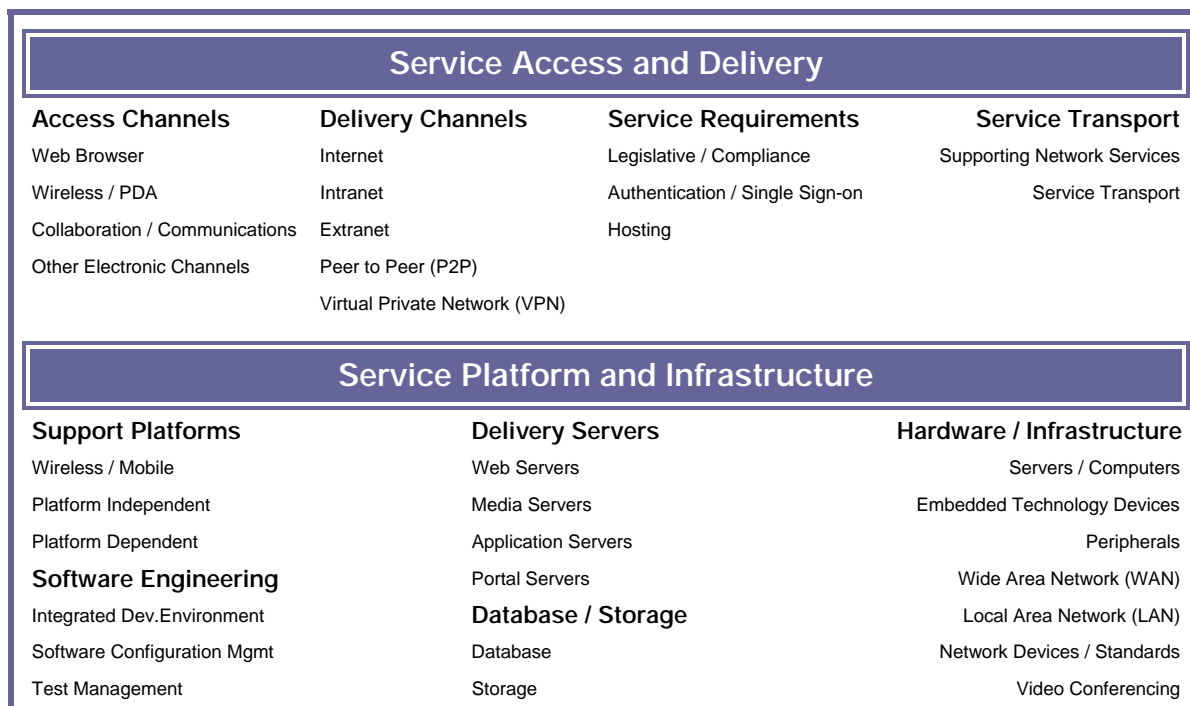 Service Access and Delivery
Access Channels
Web Browser
Wireless / PDA
Collaboration / Communications
Other Electronic Channels
Delivery Channels
Internet
Intranet
Extranet
Peer to Peer (P2P)
Virtual Private Network (VPN)
Service Requirements
Legislative / Compliance
Authentication / Single Sign-on
Hosting
Service Transport
Supporting Network Services
Service Transport
Service Platform and Infrastructure
Support Platforms
Wireless / Mobile
Platform Independent
Platform Dependent
Software Engineering
Integrated Dev.Environment
Software Configuration Mgmt
Test Management
Delivery Servers
Web Servers
Media Servers
Application Servers
Portal Servers
Database / Storage
Database
Storage
Hardware / Infrastructure
Servers / Computers
Embedded Technology Devices
Peripherals
Wide Area Network (WAN)
Local Area Network (LAN)
Network Devices / Standards
Video Conferencing